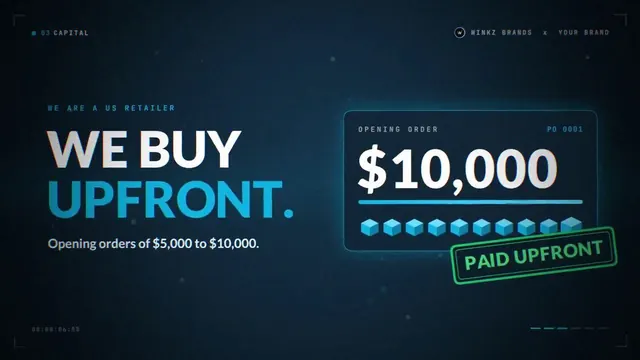 03 CAPITAL
WINKZ BRANDS x YOUR BRAND
WE ARE A US RETAILER
WE BUY
UPFRONT.
Opening orders of $5,000 to $10,000.
OPENING ORDER
PO 0001
$10,000
PAID UPFRONT